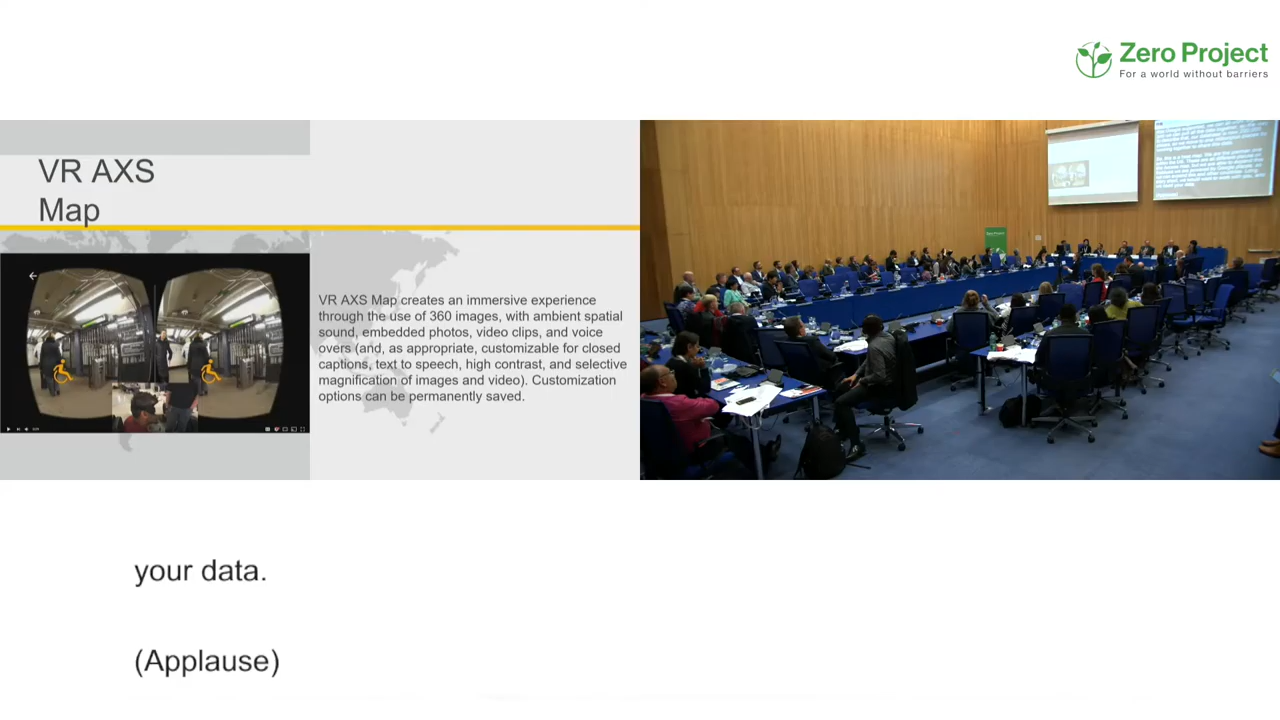 Zero Project
For a world without barriers
VR AXS
Map
VR AXS Map creates an immersive experience
through the use of 360 images, with ambient spatial
sound, embedded photos, video clips, and voice
overs (and, as appropriate, customizable for closed
captions, text to speech, high contrast, and selective
magnification of images and video). Customization
options can be permanently saved.
your data.
(Applause)